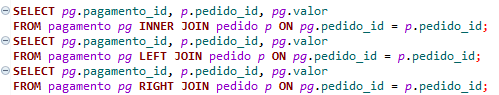 SELECT pg.pagamento_id, p.pedido_id, pg.valor
FROM pagamento pg INNER JOIN pedido p ON pg.pedido_id = p.pedido_id;
SELECT pg.pagamento_id, p.pedido_id, pg.valor
FROM pagamento pg LEFT JOIN pedido p ON pg.pedido_id = p.pedido_id;
SELECT pg.pagamento_id, p.pedido_id, pg.valor
FROM pagamento pg RIGHT JOIN pedido p ON pg.pedido_id = p.pedido_id;